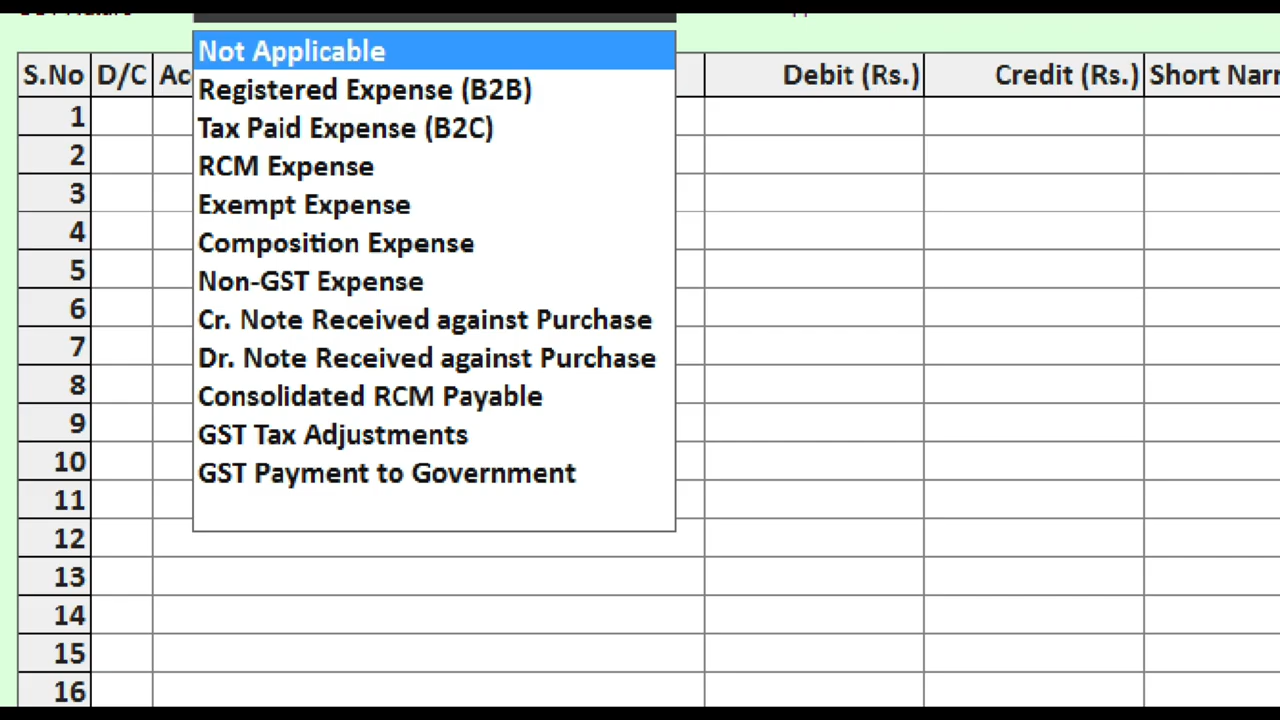 Not Applicable
S.No D/C Debit (Rs.) Credit (Rs.) Short
Registered Expense (B2B)
1
Tax Paid Expense (B2C)
2
RCM Expense
3
Exempt Expense
4
Composition Expense
5
Non-GST Expense
6
Cr. Note Received against Purchase
7
Dr. Note Received against Purchase
8
Consolidated RCM Payable
9
GST Tax Adjustments
10
GST Payment to Government
11
12
13
14
15
16